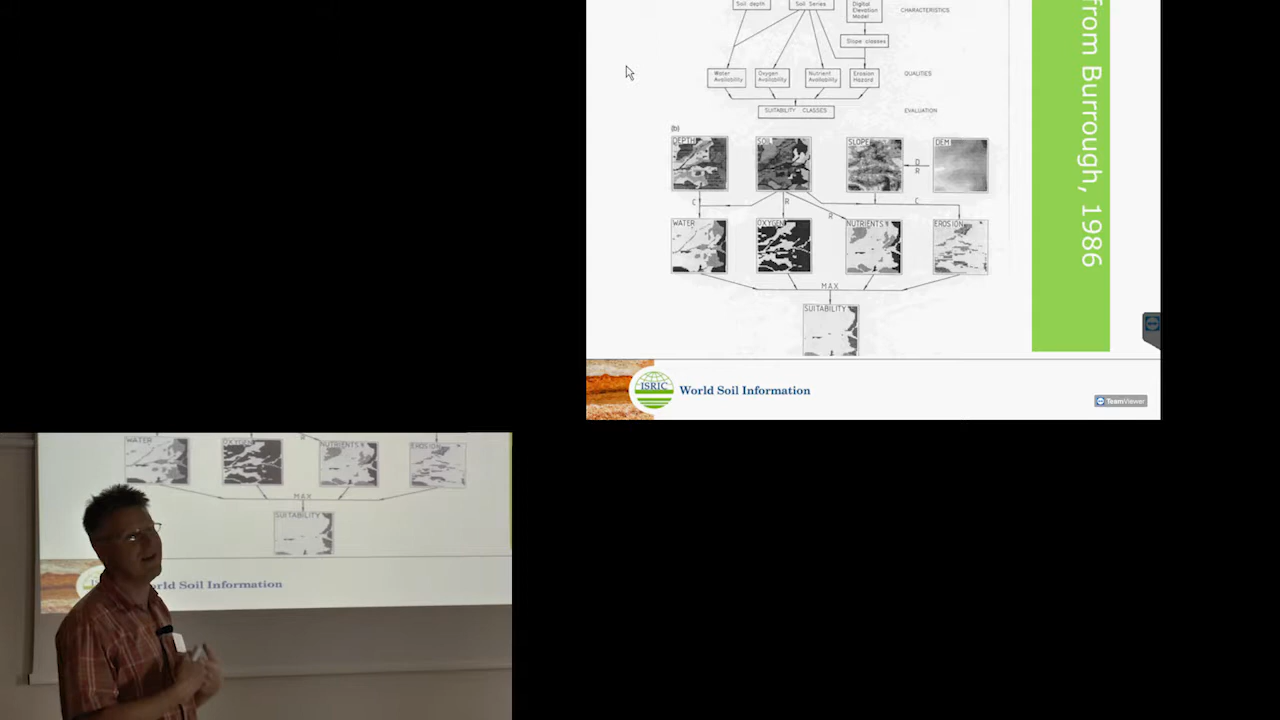 Soil depth
Soil Series
Digital
Elevation
Model
CHARACTERISTICS
Slope classes
Water
Availability
Oxygen
Availability
Nutrient
Availability
Erosion
Hazard
QUALITIES
SUITABILITY CLASSES
EVALUATION
(b)
DEPTH
SOIL
SLOPE
DEM
D
R
C
R
R
C
WATER
OXYGEN
NUTRIENTS
EROSION
MAX
SUITABILITY
from Burrough, 1986
ISRIC
World Soil Information
TeamViewer
WATER
OXYGEN
NUTRIENTS
EROSION
MAX
SUITABILITY
orld Soil Information